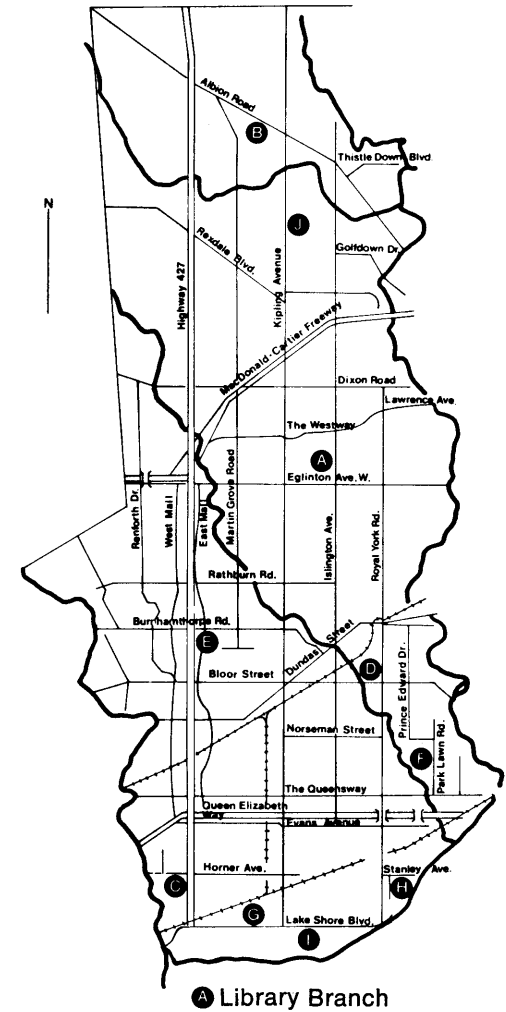 Albion Road
B
Thistle Down Blvd.
N
J
Golfdown Dr.
Rexdale Blvd.
Kipling Avenue
Highway 427
MacDonald-Cartier Freeway
Dixon Road
Lawrence Ave.
The Westway
A
Eglinton Ave. W.
Martin Grove Road
Renforth Dr.
West Mall
East Mall
Islington Ave.
Royal York Rd.
Rathburn Rd.
Burnhamthorpe Rd.
E
Dundas Street
D
Bloor Street
Prince Edward Dr.
Norseman Street
F
Park Lawn Rd.
The Queensway
Queen Elizabeth
Way
Evans Avenue
Horner Ave.
Stanley Ave.
C
H
G
Lake Shore Blvd.
I
A Library Branch